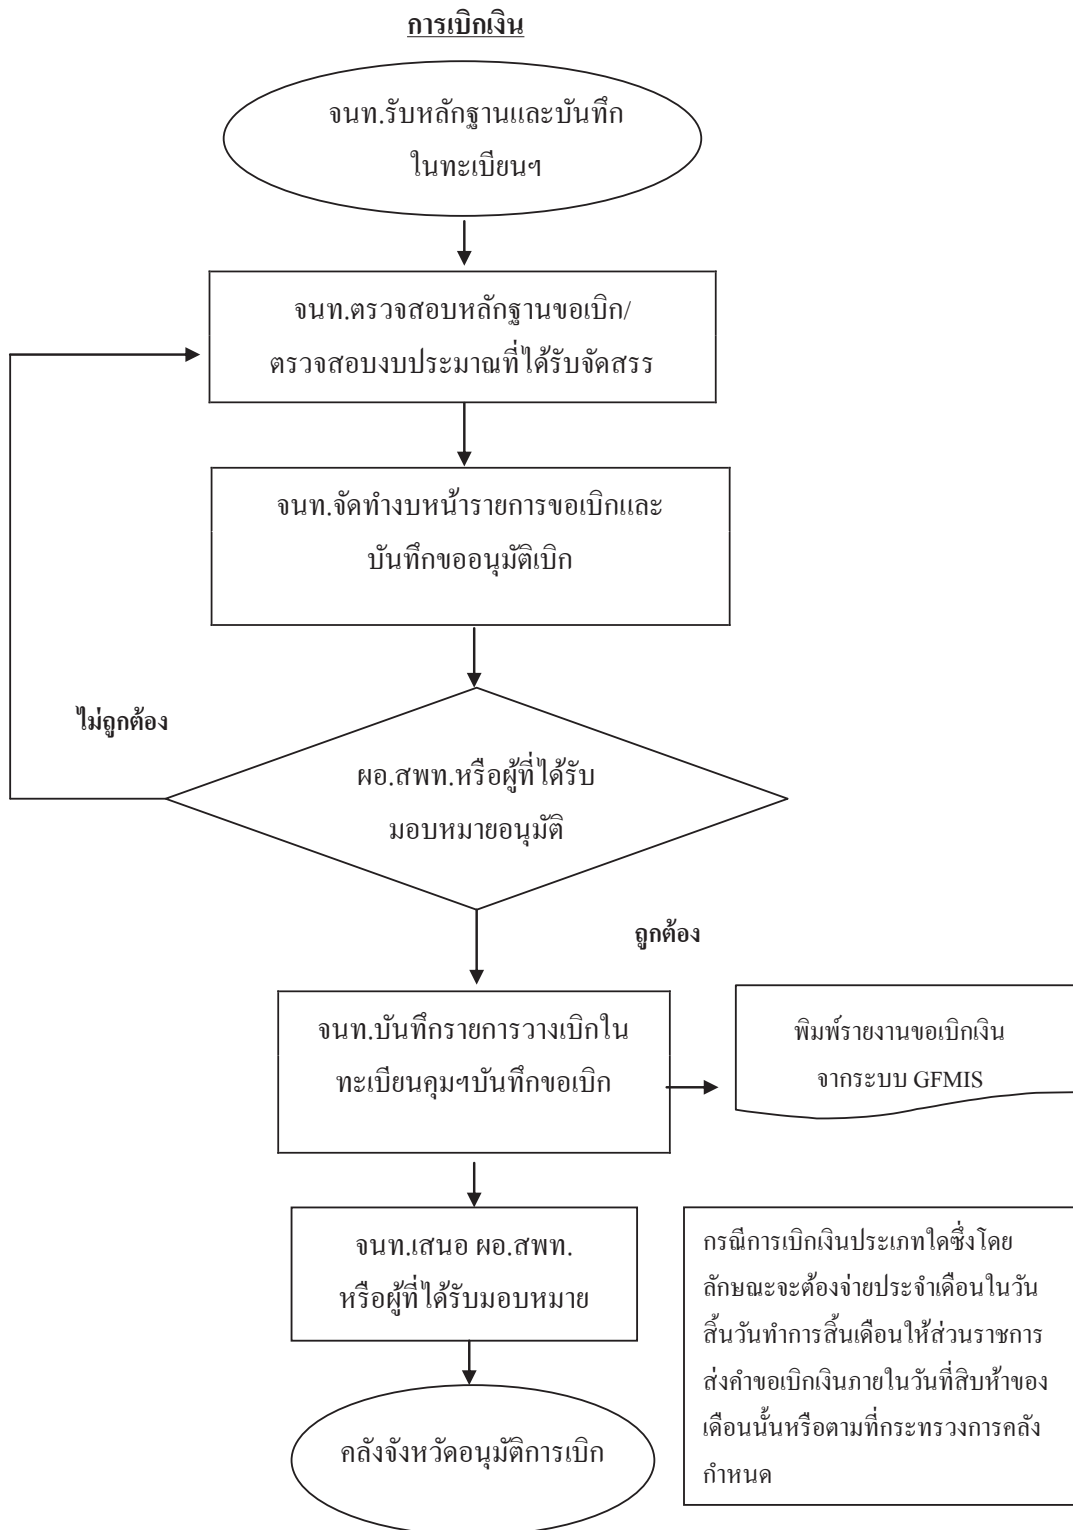 การเบิกเงิน
จนท.รับหลักฐานและบันทึก
ในทะเบียนฯ
จนท.ตรวจสอบหลักฐานขอเบิก/
ตรวจสอบงบประมาณที่ได้รับจัดสรร
จนท.จัดทำงบหน้ารายการขอเบิกและ
บันทึกขออนุมัติเบิก
ไม่ถูกต้อง
ผอ.สพท.หรือผู้ที่ได้รับ
มอบหมายอนุมัติ
ถูกต้อง
จนท.บันทึกรายการวางเบิกใน
ทะเบียนคุมฯบันทึกขอเบิก
พิมพ์รายงานขอเบิกเงิน
จากระบบ GFMIS
จนท.เสนอ ผอ.สพท.
หรือผู้ที่ได้รับมอบหมาย
กรณีการเบิกเงินประเภทใดซึ่งโดย
ลักษณะจะต้องจ่ายประจำเดือนในวัน
สิ้นวันทำการสิ้นเดือนให้ส่วนราชการ
ส่งคำขอเบิกเงินภายในวันที่สิบห้าของ
เดือนนั้นหรือตามที่กระทรวงการคลัง
กำหนด
คลังจังหวัดอนุมัติการเบิก